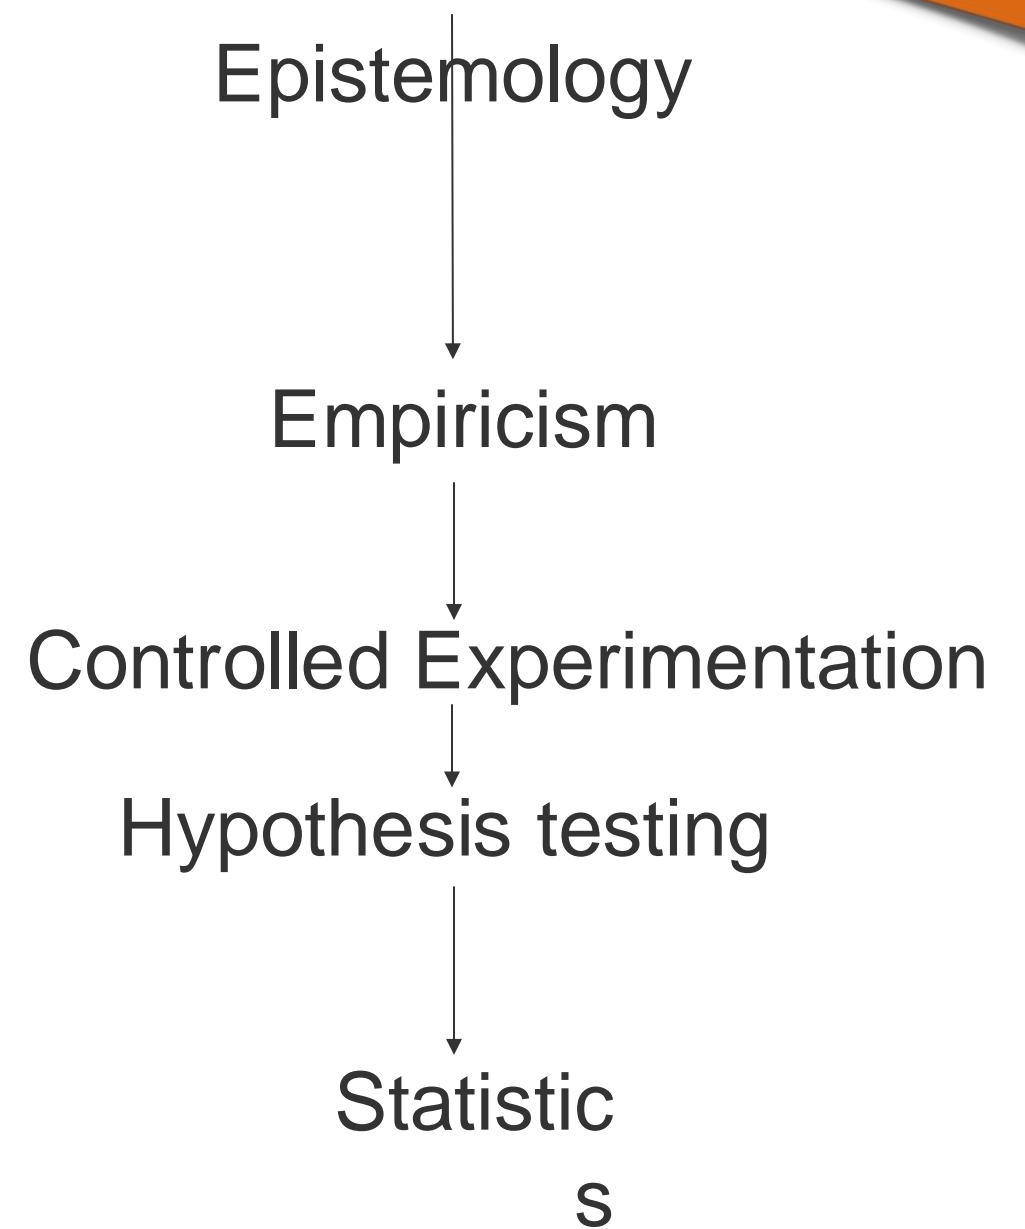 Epistemology
Empiricism
Controlled Experimentation
Hypothesis testing
Statistic
s